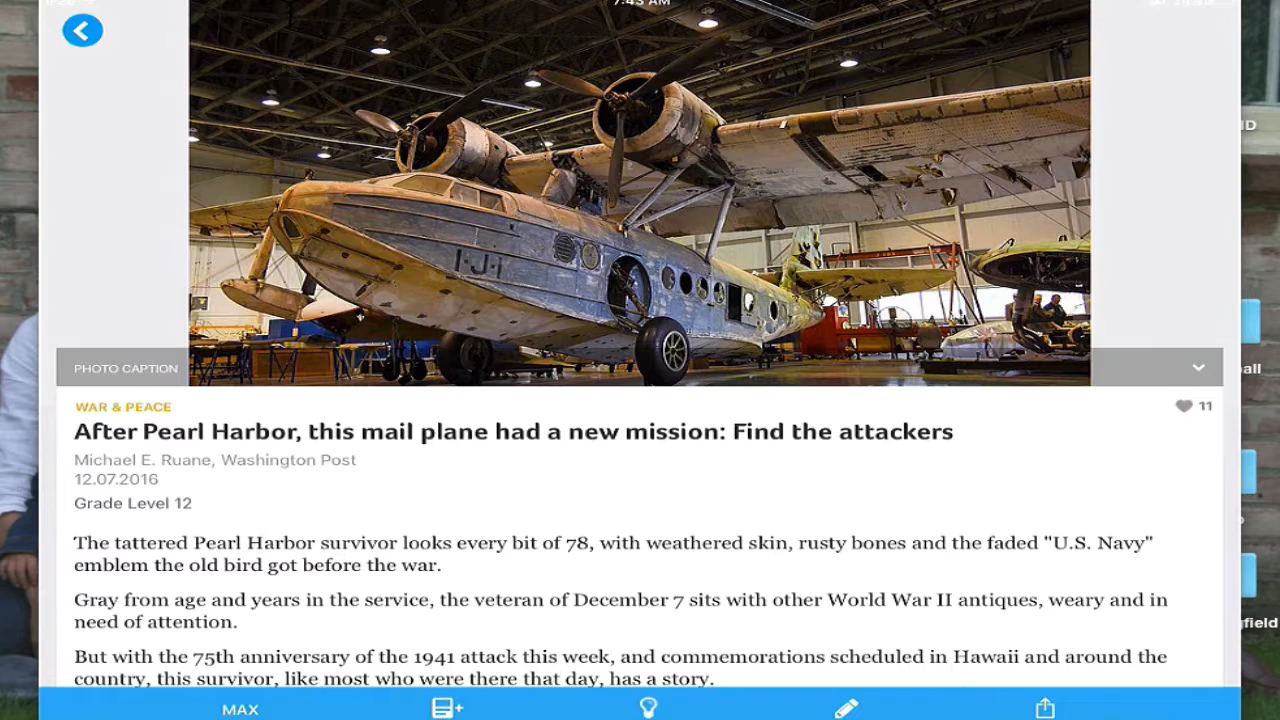 7:43 AM
1-J-1
PHOTO CAPTION
WAR & PEACE
11
After Pearl Harbor, this mail plane had a new mission: Find the attackers
Michael E. Ruane, Washington Post
12.07.2016
Grade Level 12
The tattered Pearl Harbor survivor looks every bit of 78, with weathered skin, rusty bones and the faded "U.S. Navy"
emblem the old bird got before the war.
Gray from age and years in the service, the veteran of December 7 sits with other World War II antiques, weary and in
need of attention.
But with the 75th anniversary of the 1941 attack this week, and commemorations scheduled in Hawaii and around the
country, this survivor, like most who were there that day, has a story.
MAX